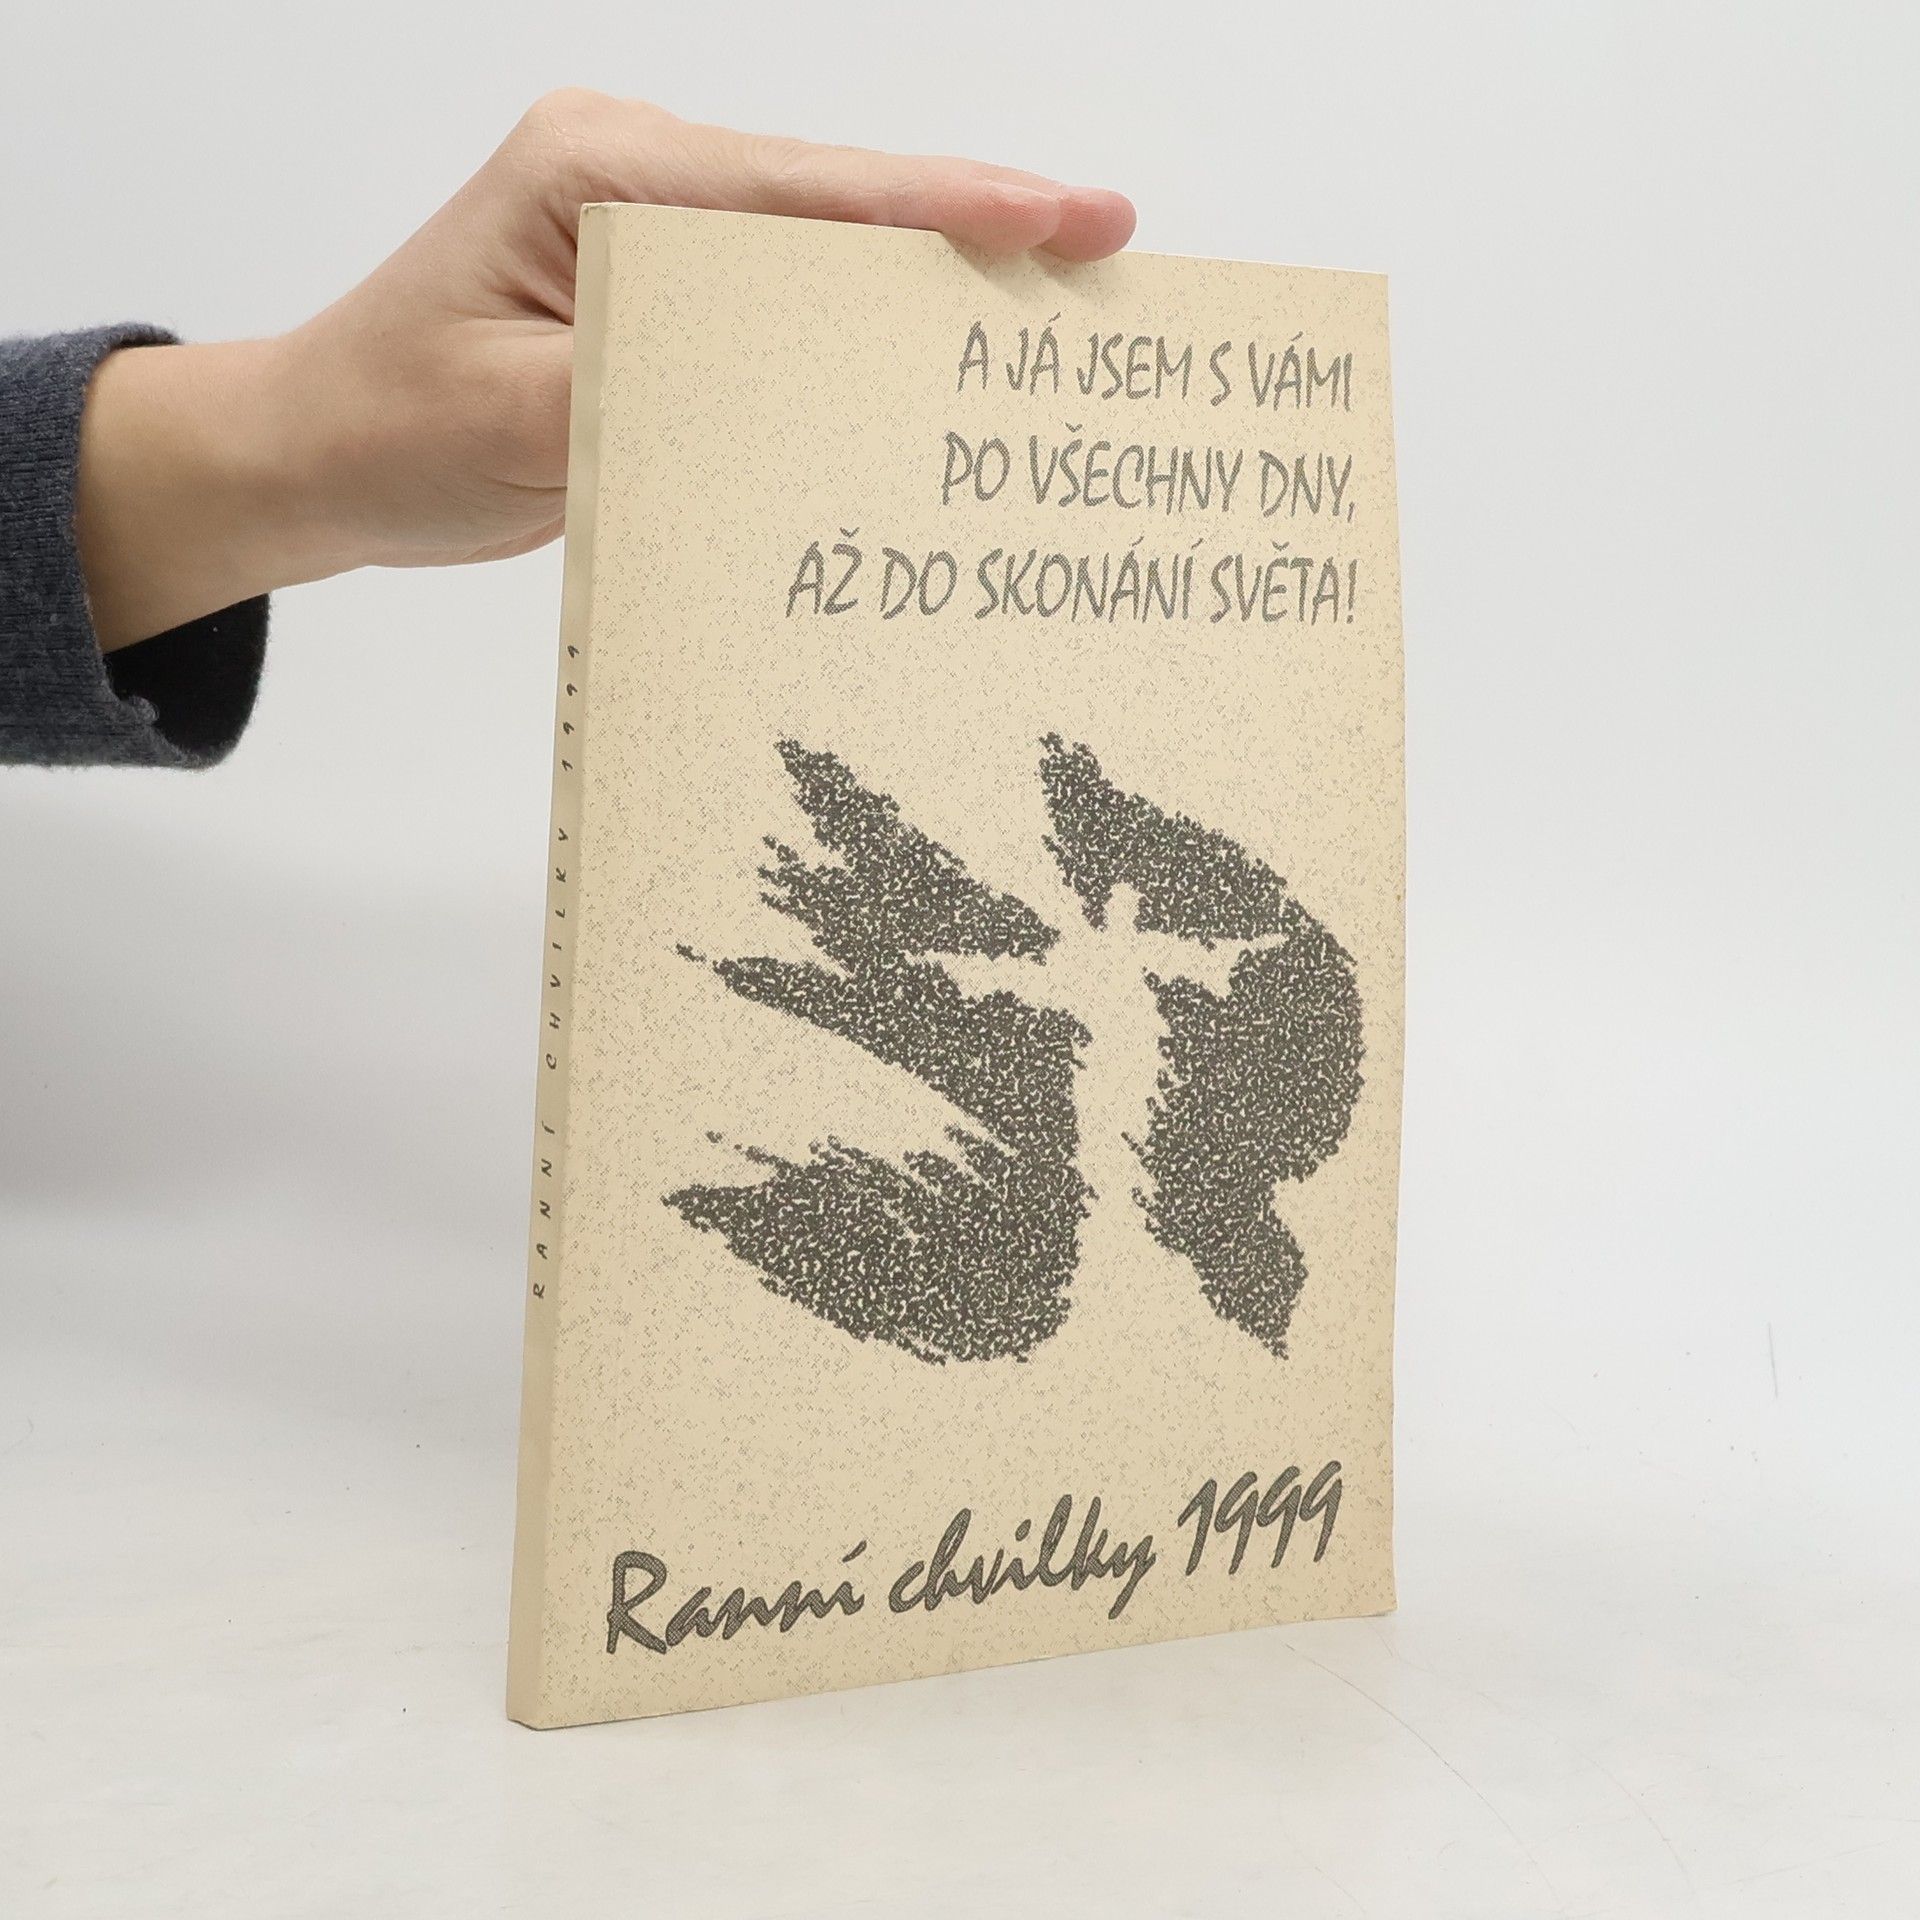 A JÁ JSEM S VÁMI
PO VŠECHNY DNY,
AŽ DO SKONÁNÍ SVĚTA!
Ranní chvilky 1999
RANNÍ CHVILKY 1999